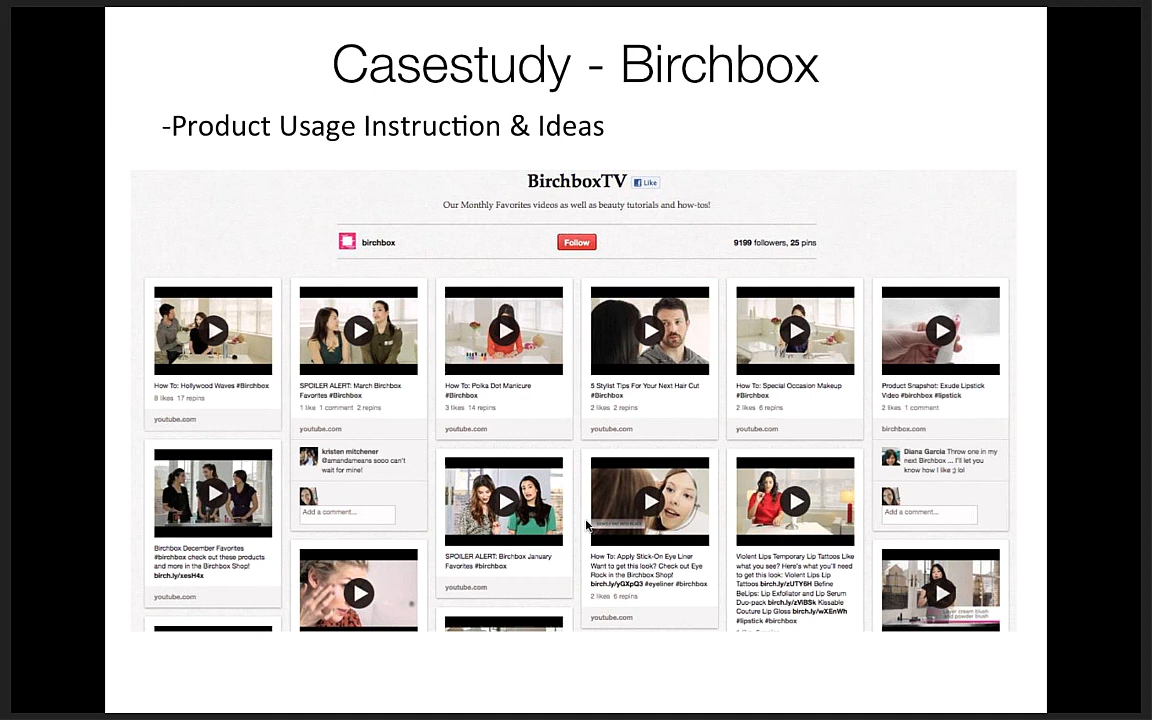 Casestudy - Birchbox
-Product Usage Instruction & Ideas
BirchboxTV
Like
Our Monthly Favorites videos as well as beauty tutorials and how-tos!
birchbox
Follow
9199 followers, 25 pins
How To: Hollywood Waves #Birchbox
8 likes 17 repins
youtube.com
Birchbox December Favorites
#birchbox check out these products
and more in the Birchbox Shop!
birch.ly/xesH4x
youtube.com
SPOILER ALERT: March Birchbox
Favorites #Birchbox
1 like 1 comment 2 repins
youtube.com
kristen mitchener
@amandameans sooo can't
wait for mine!
Add a comment...
How To: Polka Dot Manicure
#Birchbox
3 likes 14 repins
youtube.com
SPOILER ALERT: Birchbox January
Favorites #birchbox
youtube.com
5 Stylist Tips For Your Next Hair Cut
#Birchbox
2 likes 2 repins
youtube.com
How To: Apply Stick-On Eye Liner
Want to get this look? Check out Eye
Rock in the Birchbox Shop!
birch.ly/yGXpQ3 #eyeliner #birchbox
2 likes 6 repins
youtube.com
How To: Special Occasion Makeup
#Birchbox
2 likes 6 repins
youtube.com
Violent Lips Temporary Lip Tattoos Like
what you see? Here's what you'll need
to get this look: Violent Lips Lip
Tattoos birch.ly/zUTY6H Befine
BeLips: Lip Exfoliator and Lip Serum
Duo-pack birch.ly/zViBSk Kissable
Couture Lip Gloss birch.ly/wXEnWh
#lipstick #birchbox
Product Snapshot: Exude Lipstick
Video #birchbox #lipstick
2 likes 1 comment
birchbox.com
Diana Garcia Throw one in my
next Birchbox ... I'll let you
know how I like ;) lol
Add a comment...
Layer cream blush
and powder blush